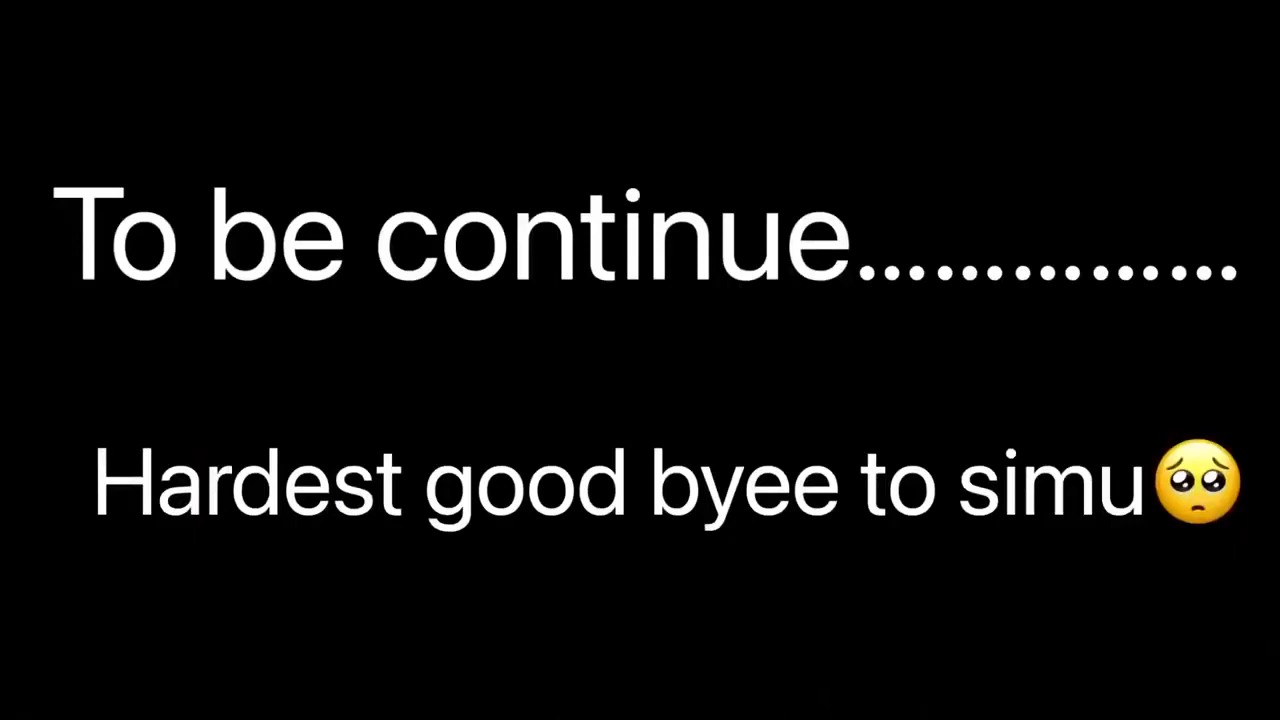 To be continue...............
Hardest good byee to simu🥺